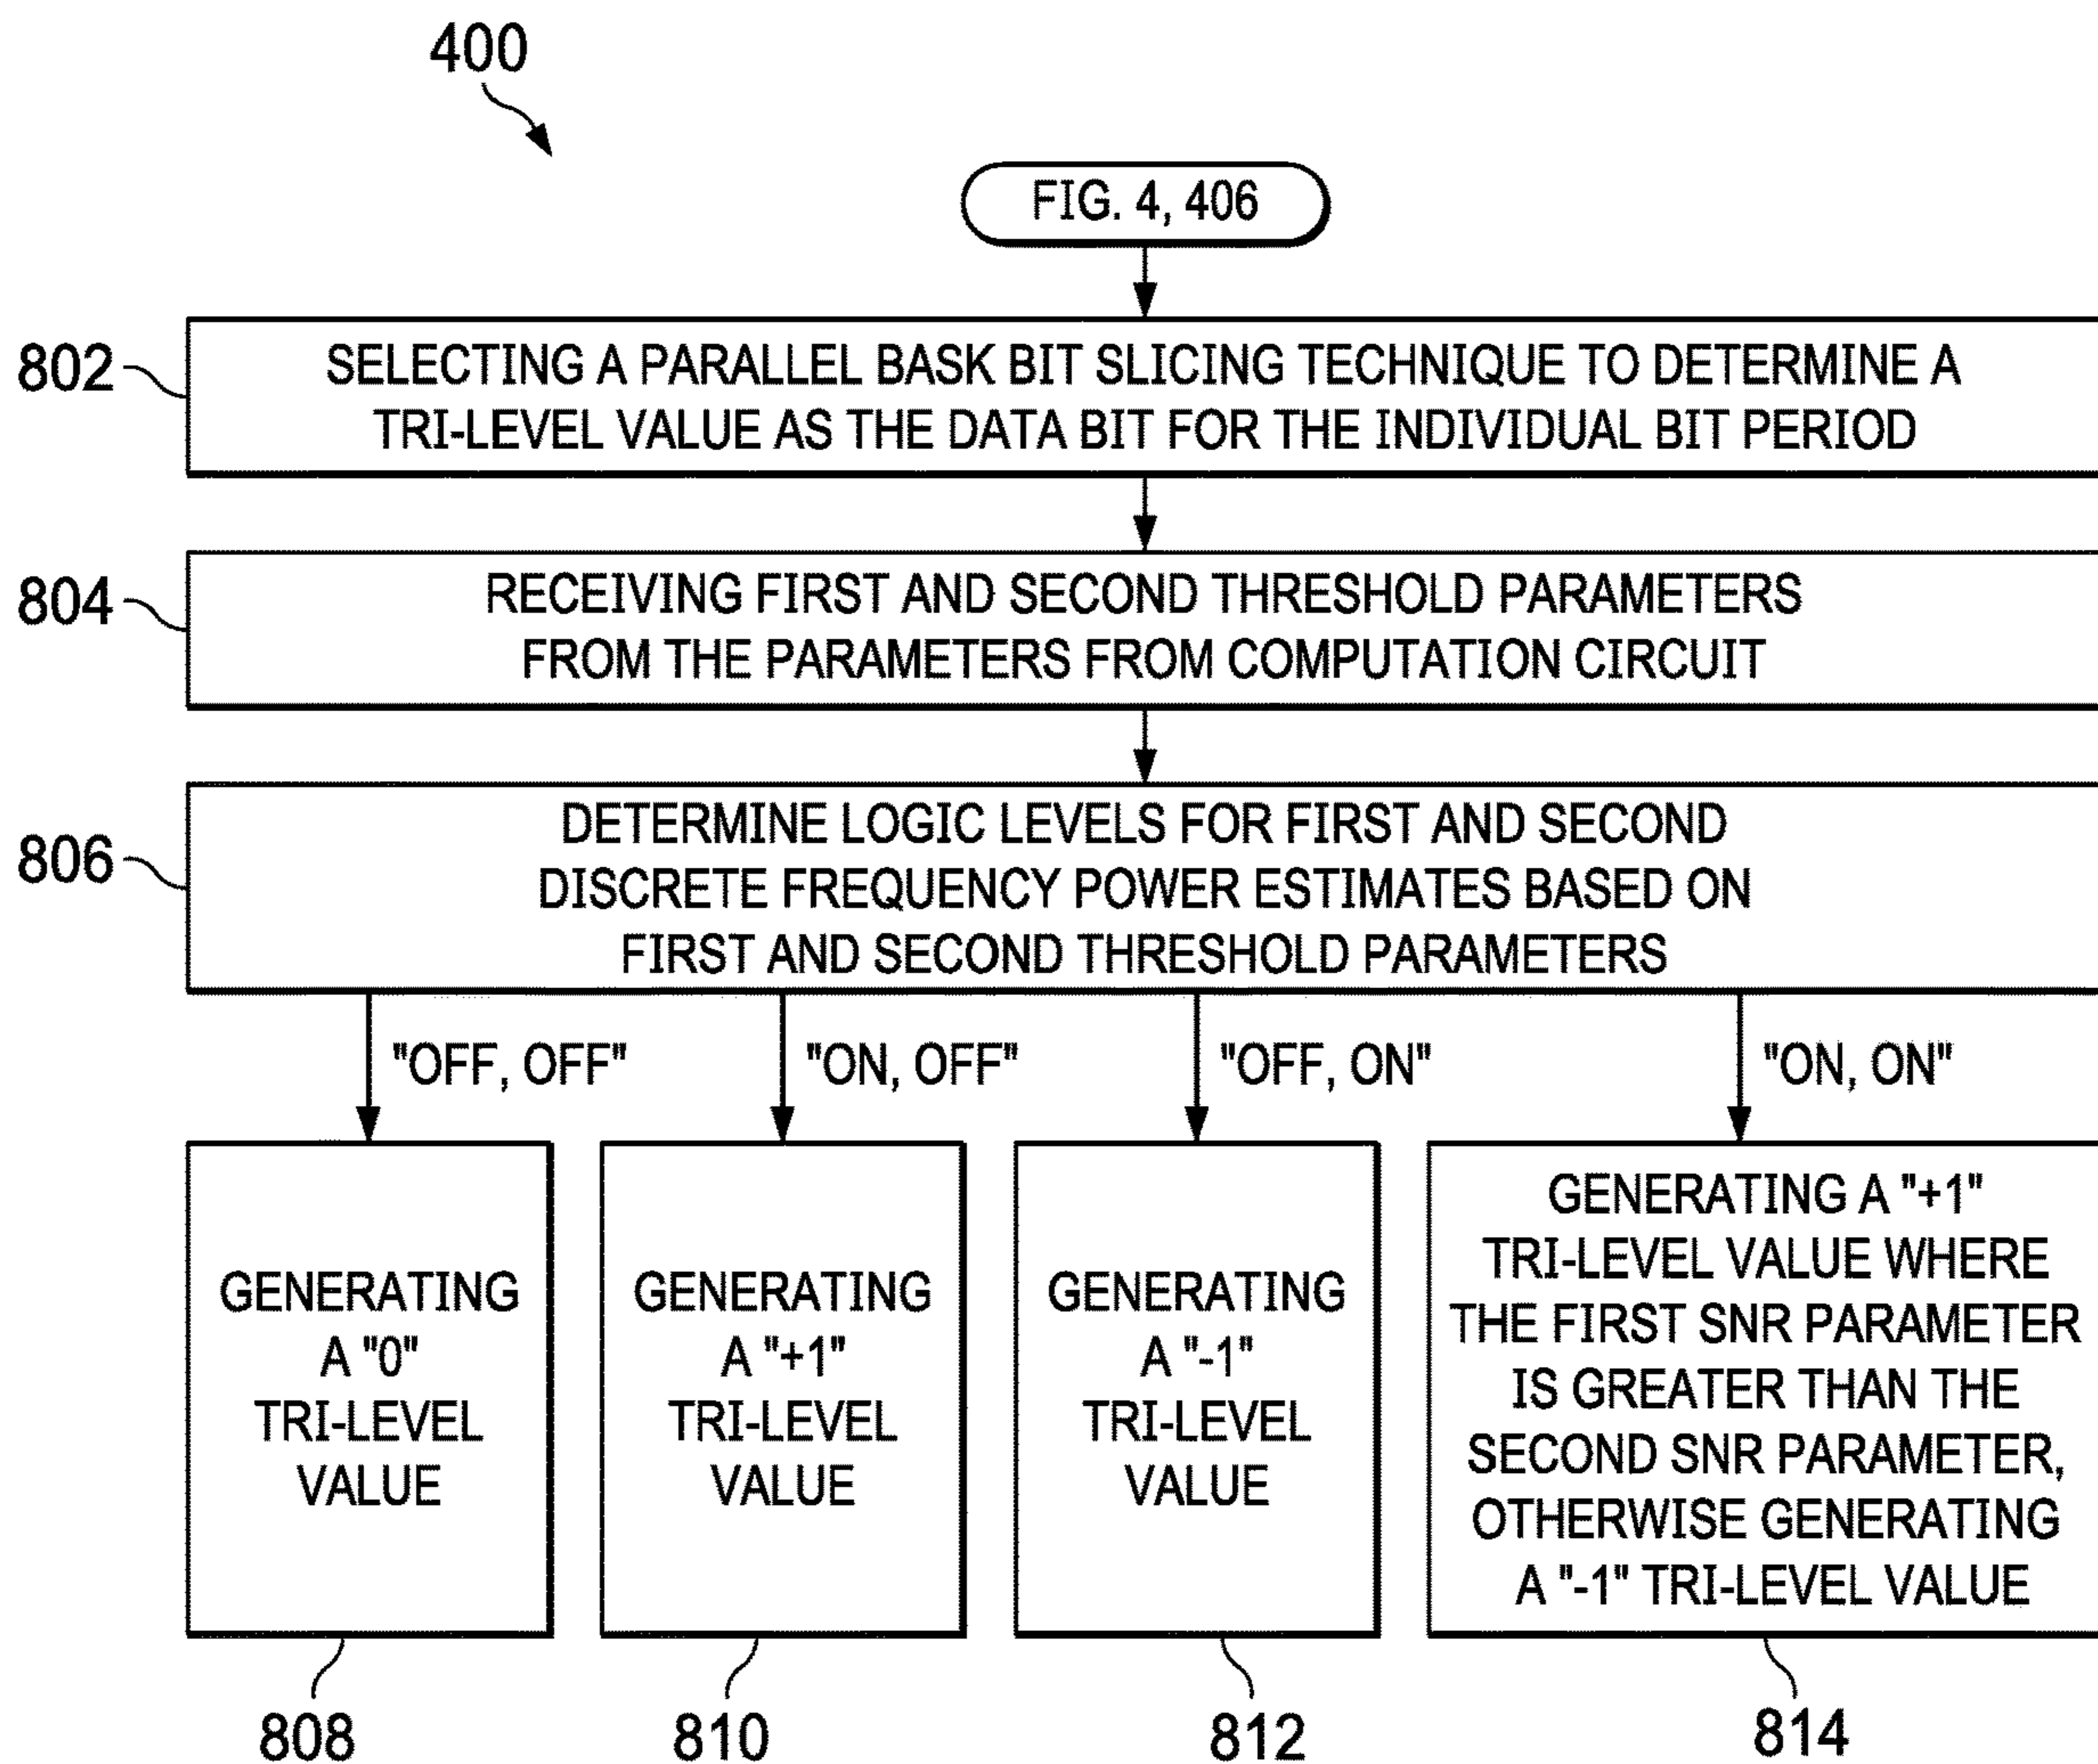 400
FIG. 4, 406
802
SELECTING A PARALLEL BASK BIT SLICING TECHNIQUE TO DETERMINE A
TRI-LEVEL VALUE AS THE DATA BIT FOR THE INDIVIDUAL BIT PERIOD
804
RECEIVING FIRST AND SECOND THRESHOLD PARAMETERS
FROM THE PARAMETERS FROM COMPUTATION CIRCUIT
806
DETERMINE LOGIC LEVELS FOR FIRST AND SECOND
DISCRETE FREQUENCY POWER ESTIMATES BASED ON
FIRST AND SECOND THRESHOLD PARAMETERS
"OFF, OFF"
"ON, OFF"
"OFF, ON"
"ON, ON"
GENERATING
A "0"
TRI-LEVEL
VALUE
GENERATING
A "+1"
TRI-LEVEL
VALUE
GENERATING
A "-1"
TRI-LEVEL
VALUE
GENERATING A "+1"
TRI-LEVEL VALUE WHERE
THE FIRST SNR PARAMETER
IS GREATER THAN THE
SECOND SNR PARAMETER,
OTHERWISE GENERATING
A "-1" TRI-LEVEL VALUE
808
810
812
814